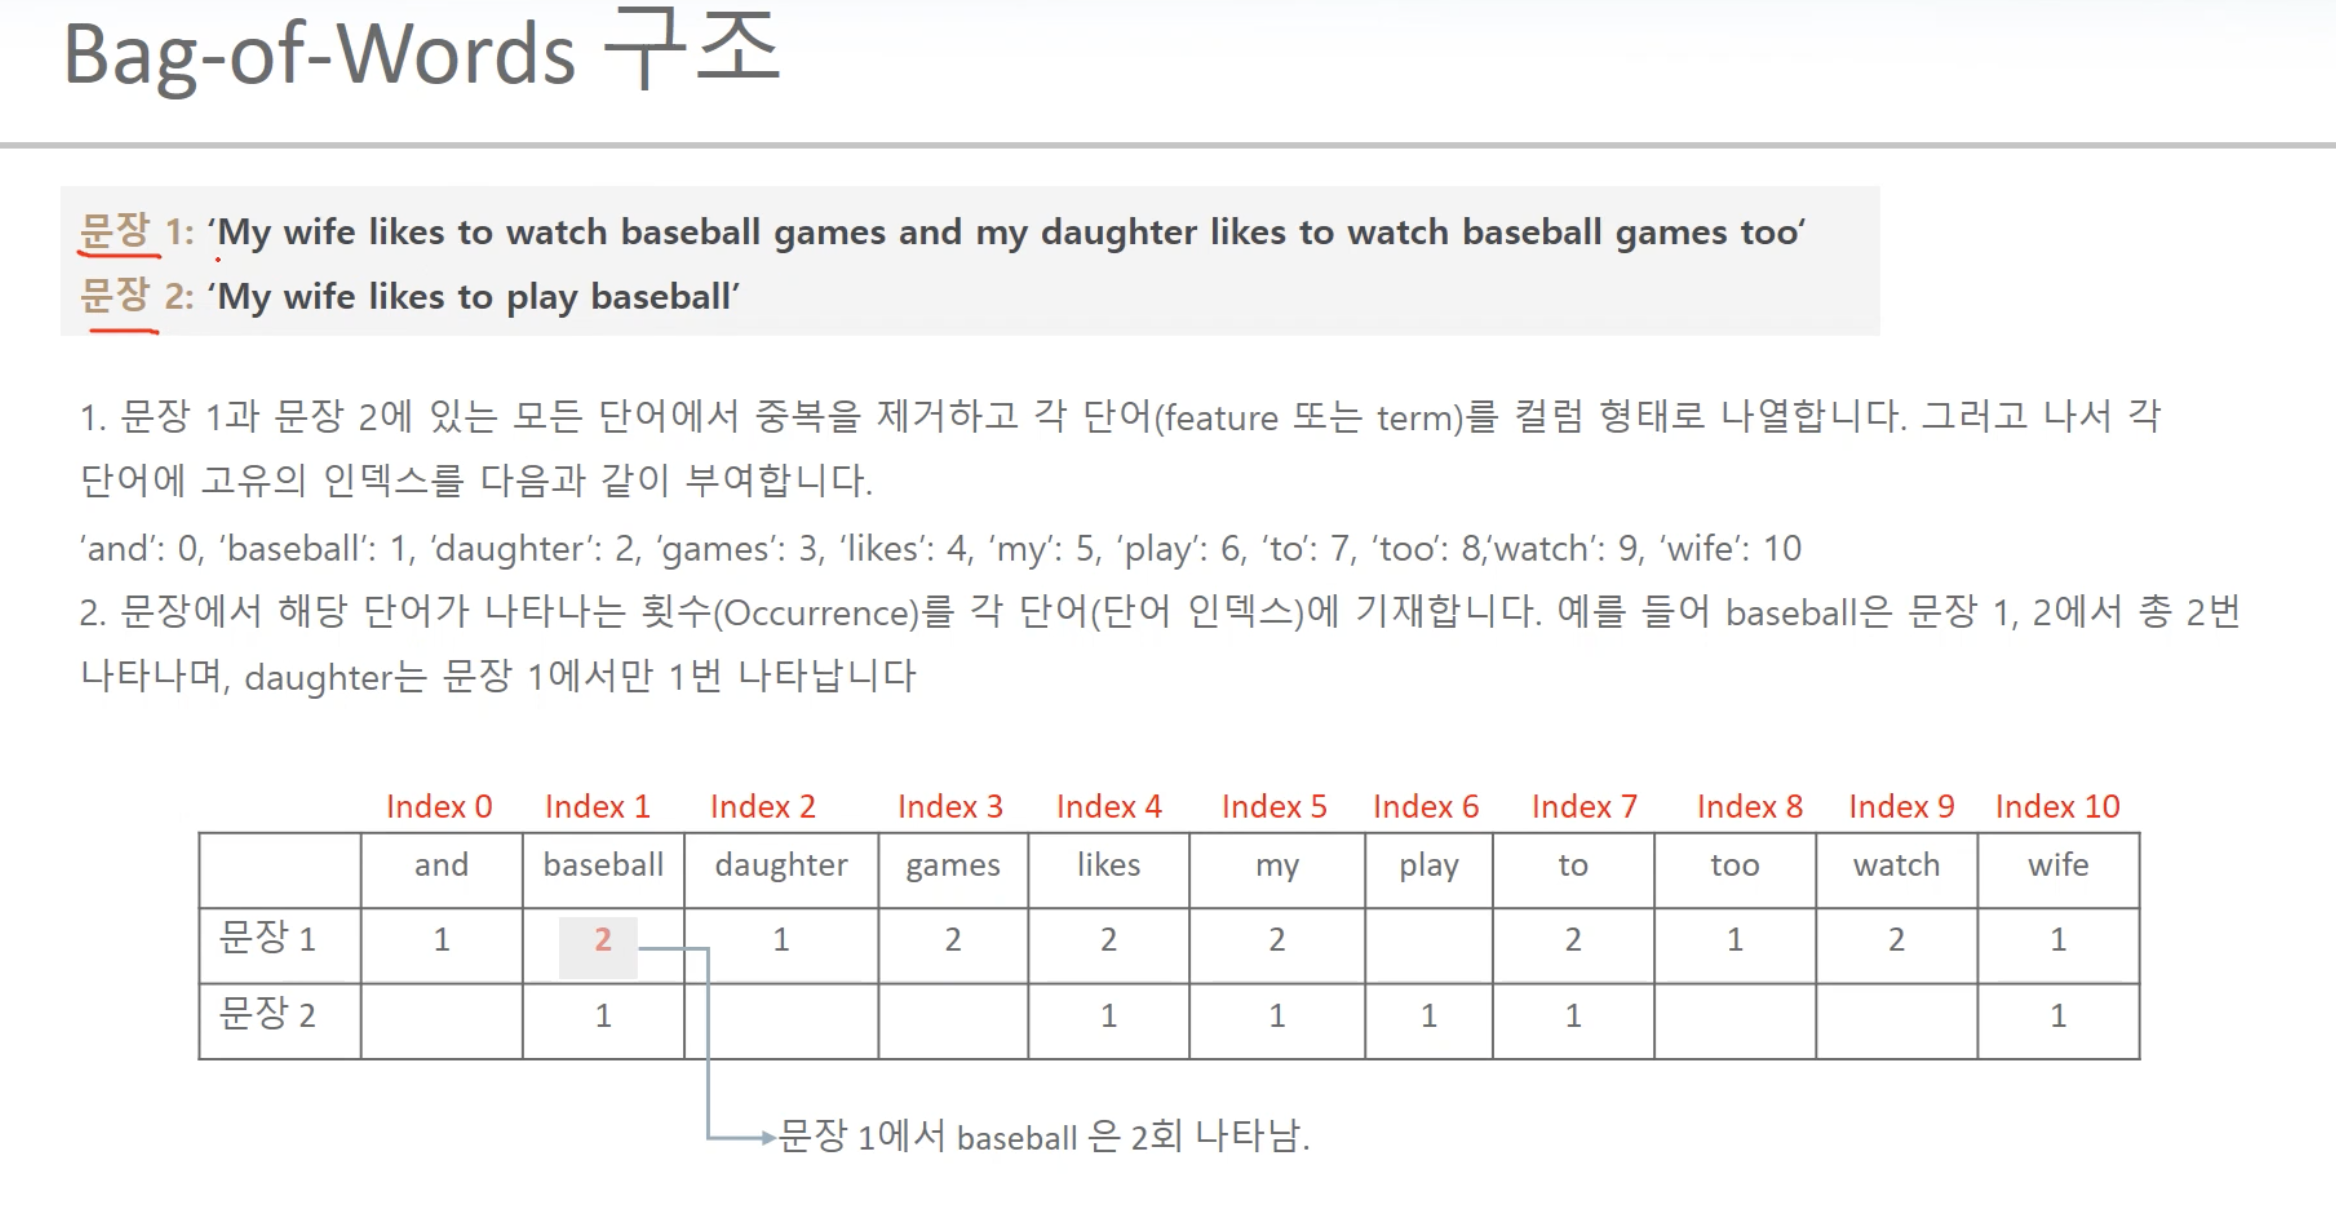 Bag-of-Words 구조
문장 1: ‘My wife likes to watch baseball games and my daughter likes to watch baseball games too‘
문장 2: ‘My wife likes to play baseball’
1. 문장 1과 문장 2에 있는 모든 단어에서 중복을 제거하고 각 단어(feature 또는 term)를 컬럼 형태로 나열합니다. 그러고 나서 각
단어에 고유의 인덱스를 다음과 같이 부여합니다.
‘and’: 0, ‘baseball’: 1, ‘daughter’: 2, ‘games’: 3, ‘likes’: 4, ‘my’: 5, ‘play’: 6, ‘to’: 7, ‘too‘: 8,‘watch’: 9, ‘wife’: 10
2. 문장에서 해당 단어가 나타나는 횟수(Occurrence)를 각 단어(단어 인덱스)에 기재합니다. 예를 들어 baseball은 문장 1, 2에서 총 2번
나타나며, daughter는 문장 1에서만 1번 나타납니다
Index 0 Index 1 Index 2 Index 3 Index 4 Index 5 Index 6 Index 7 Index 8 Index 9 Index 10
and baseball daughter games likes my play to too watch wife
문장 1 1 2 1 2 2 2 2 1 2 1
문장 2 1 1 1 1 1 1
문장 1에서 baseball 은 2회 나타남.